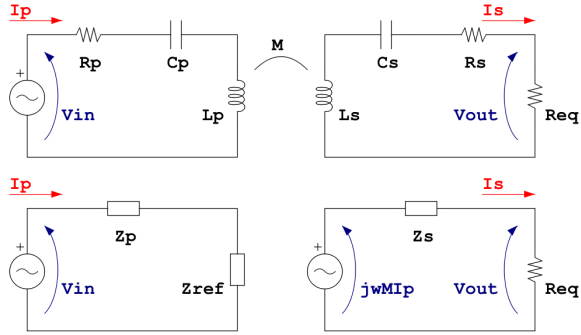 Ip Is
Rp Cp M Cs Rs
+ Vin Lp Ls Vout Req
Ip Is
Zp Zs
+ Vin Zref + jwMIp Vout Req